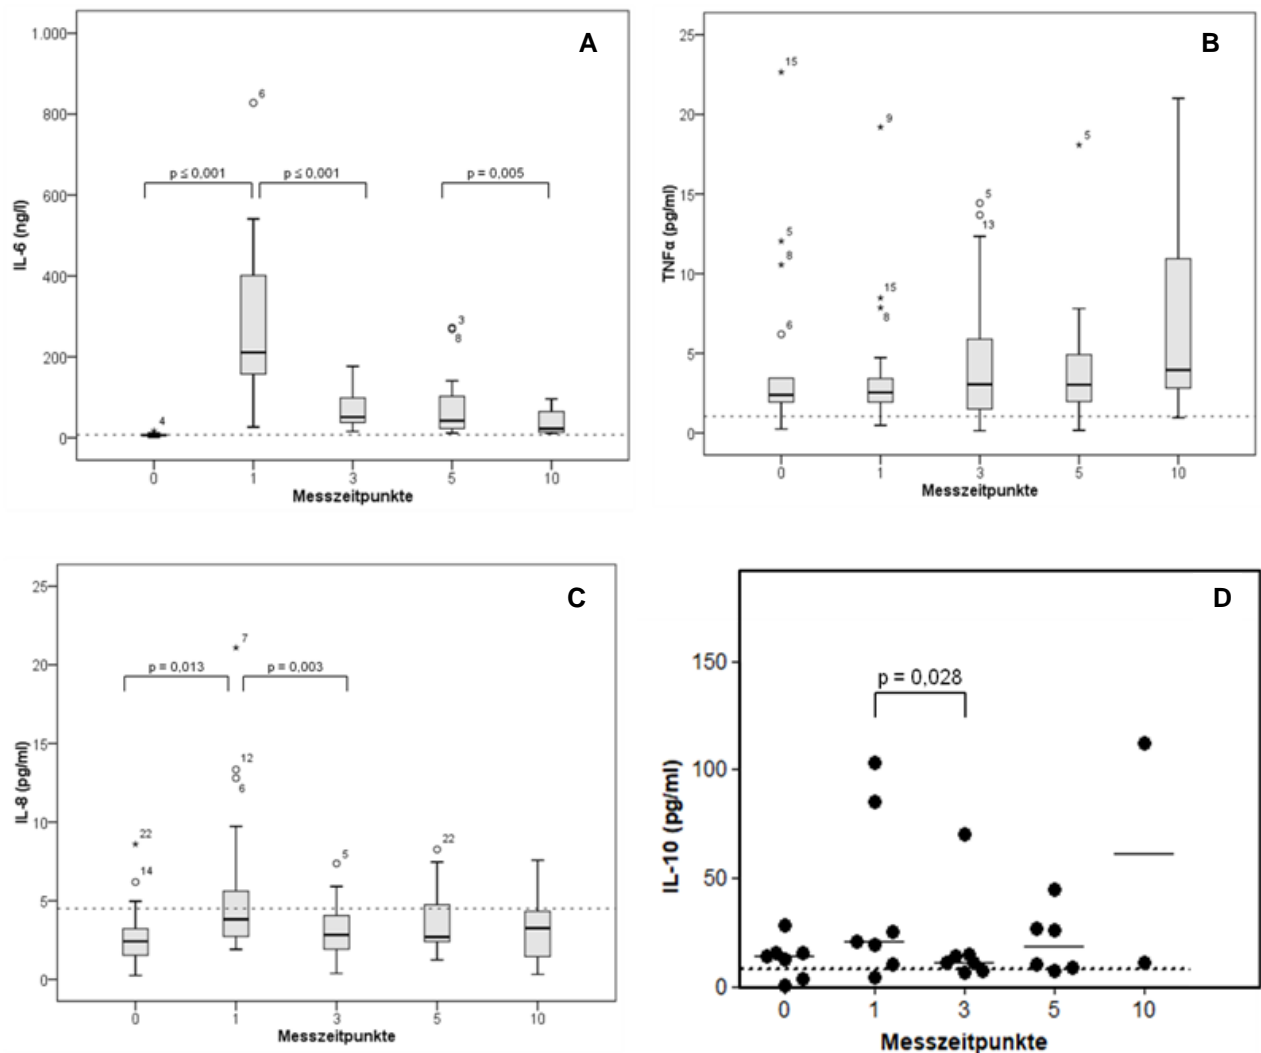 A
1.000
800
600
400
200
0
IL-6 (ng/l)
p ≤ 0,001
p ≤ 0,001
p = 0,005
6
4
3
8
0 1 3 5 10
Messzeitpunkte
B
25
20
15
10
5
0
TNFα (pg/ml)
15
5
8
6
9
15
8
5
13
5
0 1 3 5 10
Messzeitpunkte
C
25
20
15
10
5
0
IL-8 (pg/ml)
p = 0,013
p = 0,003
22
14
7
12
6
5
22
0 1 3 5 10
Messzeitpunkte
D
150
100
50
0
IL-10 (pg/ml)
p = 0,028
0 1 3 5 10
Messzeitpunkte